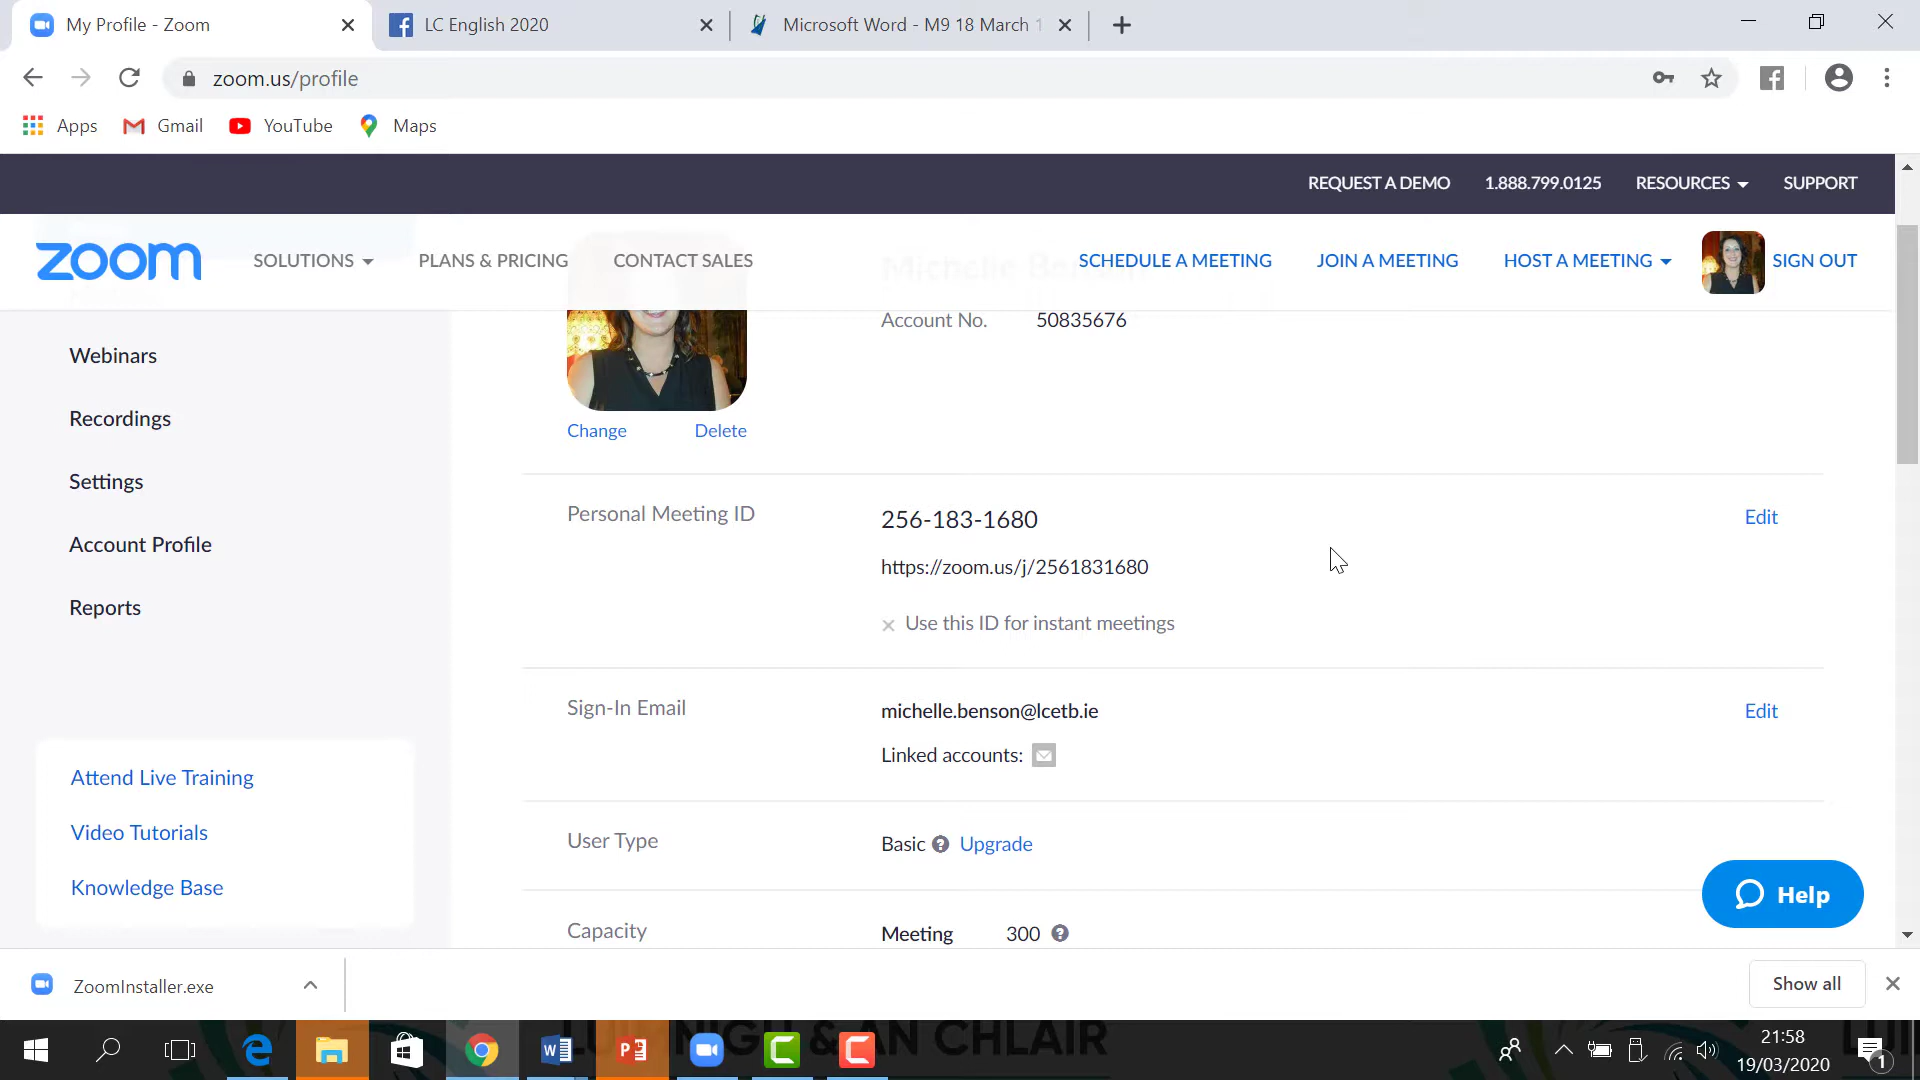 My Profile - Zoom
LC English 2020
Microsoft Word - M9 18 March 1
zoom.us/profile
Apps
Gmail
YouTube
Maps
REQUEST A DEMO
1.888.799.0125
RESOURCES
SUPPORT
zoom
SOLUTIONS
PLANS & PRICING
CONTACT SALES
SCHEDULE A MEETING
JOIN A MEETING
HOST A MEETING
SIGN OUT
Account No.
50835676
Webinars
Recordings
Settings
Account Profile
Reports
Change
Delete
Personal Meeting ID
256-183-1680
Edit
https://zoom.us/j/2561831680
Use this ID for instant meetings
Sign-In Email
michelle.benson@lcetb.ie
Edit
Linked accounts:
User Type
Basic
Upgrade
Capacity
Meeting
300
Attend Live Training
Video Tutorials
Knowledge Base
Help
ZoomInstaller.exe
Show all
LUIMNIGH & AN CHLAIR
21:58
19/03/2020
1